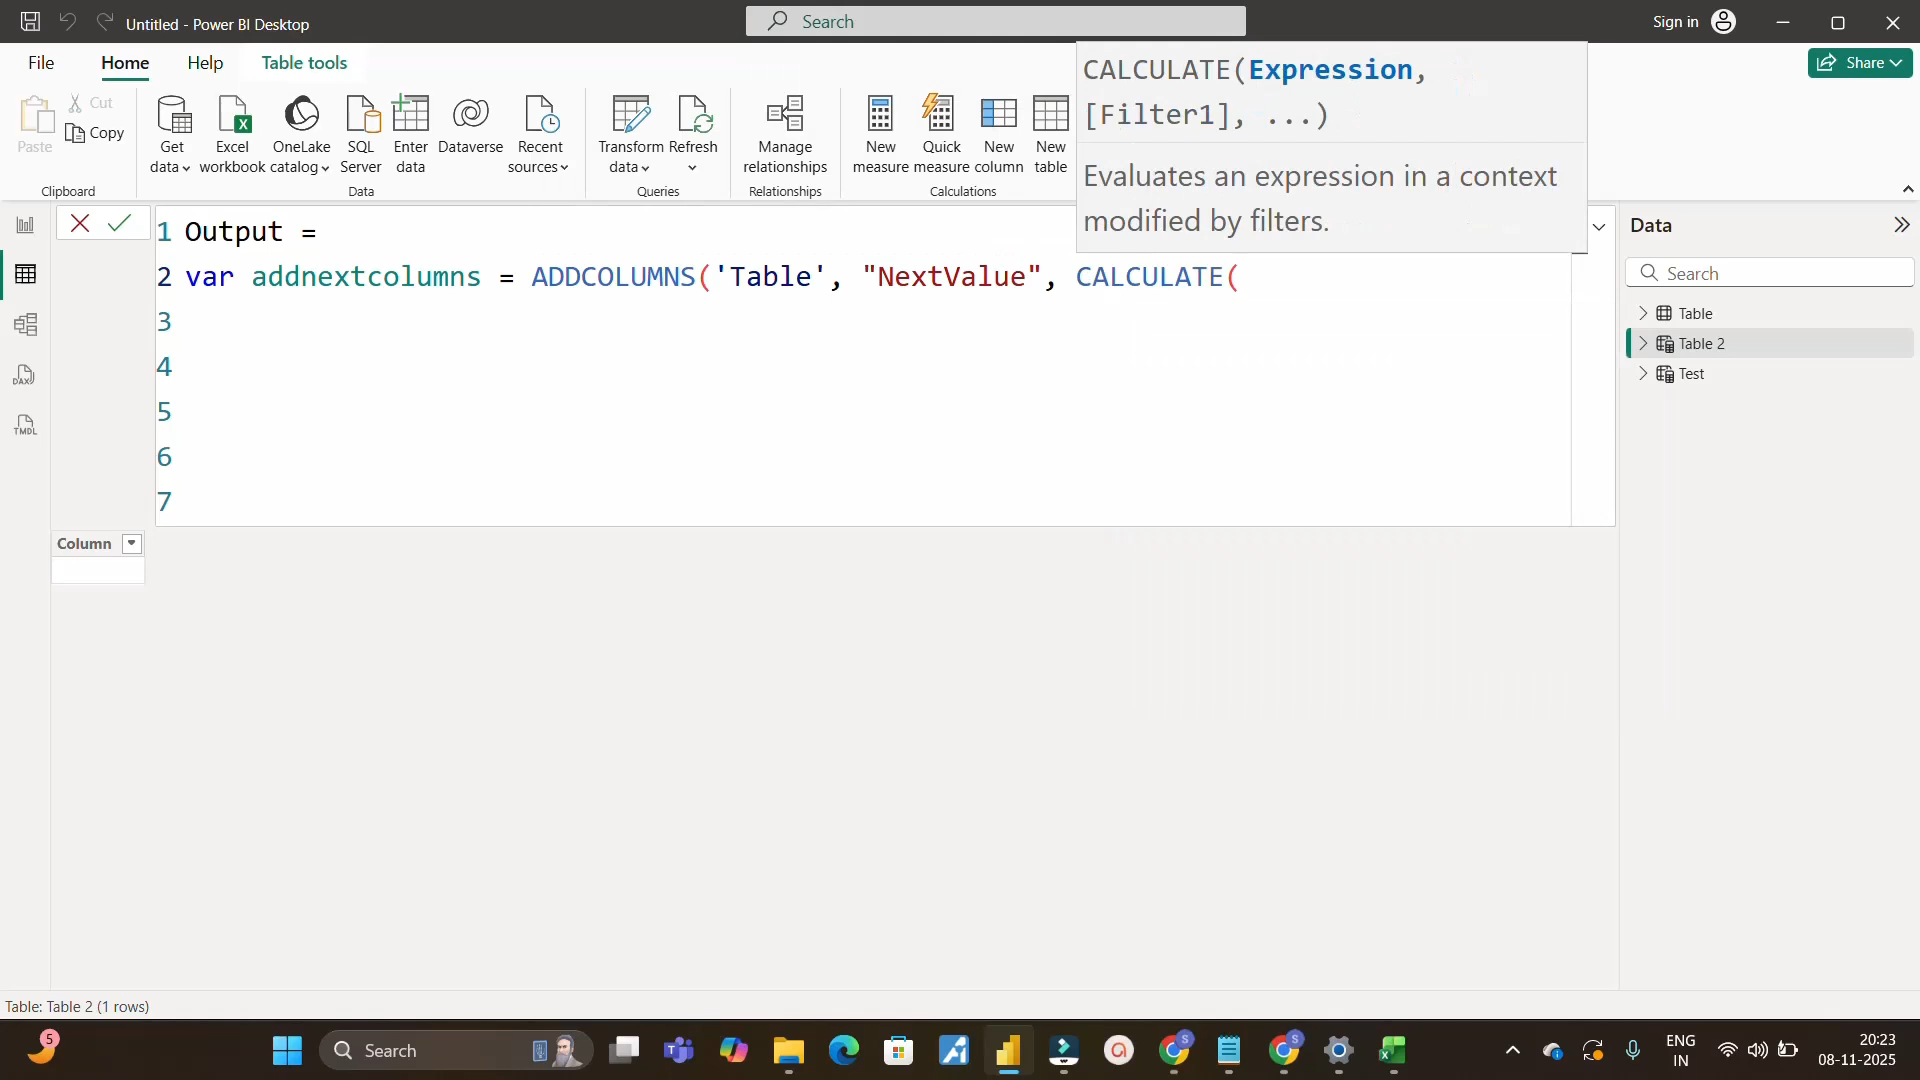 Untitled - Power BI Desktop
Search
Sign in
File
Home
Help
Table tools
Share
Paste
Cut
Copy
Clipboard
Get data
Excel workbook
OneLake catalog
SQL Server
Enter data
Dataverse
Recent sources
Data
Transform data
Refresh
Queries
Manage relationships
Relationships
New measure
Quick measure
New column
New table
Calculations
CALCULATE(Expression,
[Filter1], ...)
Evaluates an expression in a context
modified by filters.
1 Output =
2 var addnextcolumns = ADDCOLUMNS('Table', "NextValue", CALCULATE(
3
4
5
6
7
DAX
TMDL
Column
Data
Search
Table
Table 2
Test
Table: Table 2 (1 rows)
5
Search
ENG
IN
20:23
08-11-2025